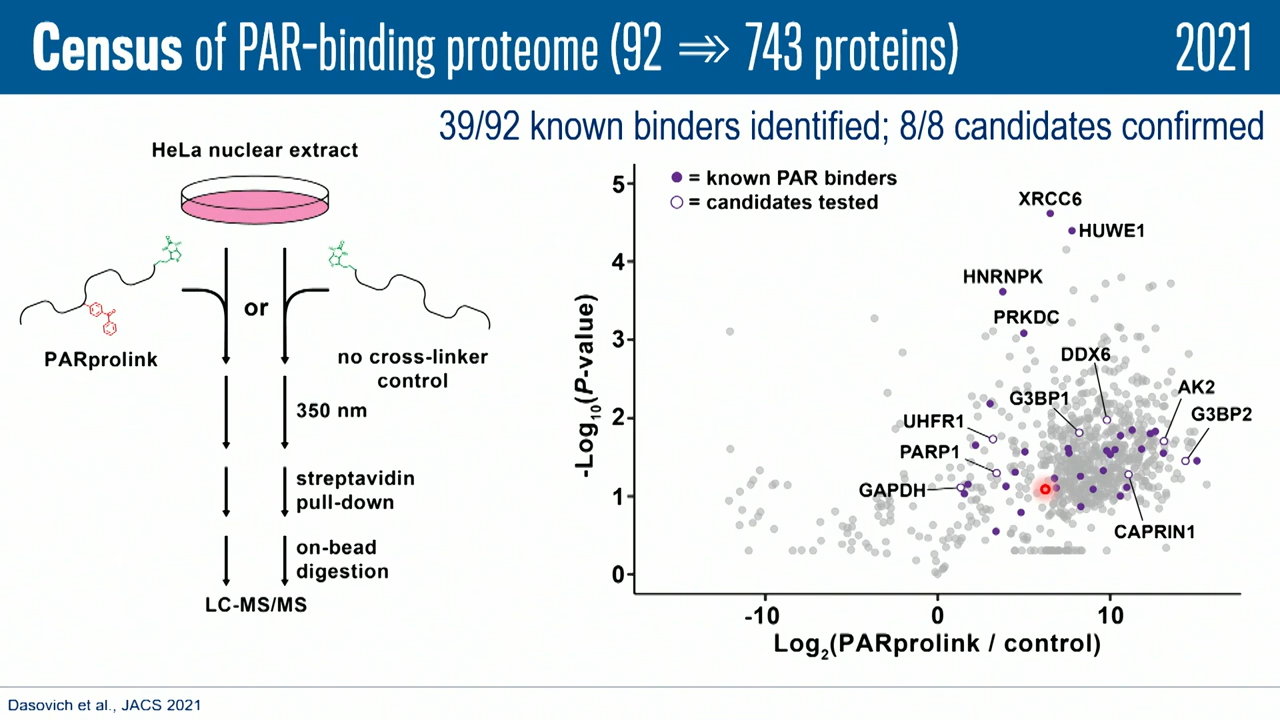 Census of PAR-binding proteome (92 ⇒ 743 proteins)
2021
39/92 known binders identified; 8/8 candidates confirmed
HeLa nuclear extract
or
PARprolink
no cross-linker
control
350 nm
streptavidin
pull-down
on-bead
digestion
LC-MS/MS
= known PAR binders
= candidates tested
-Log10(P-value)
5
4
3
2
1
0
XRCC6
HUWE1
HNRNPK
PRKDC
DDX6
AK2
G3BP1
G3BP2
UHFR1
PARP1
GAPDH
CAPRIN1
-10
0
10
Log2(PARprolink / control)
Dasovich et al., JACS 2021